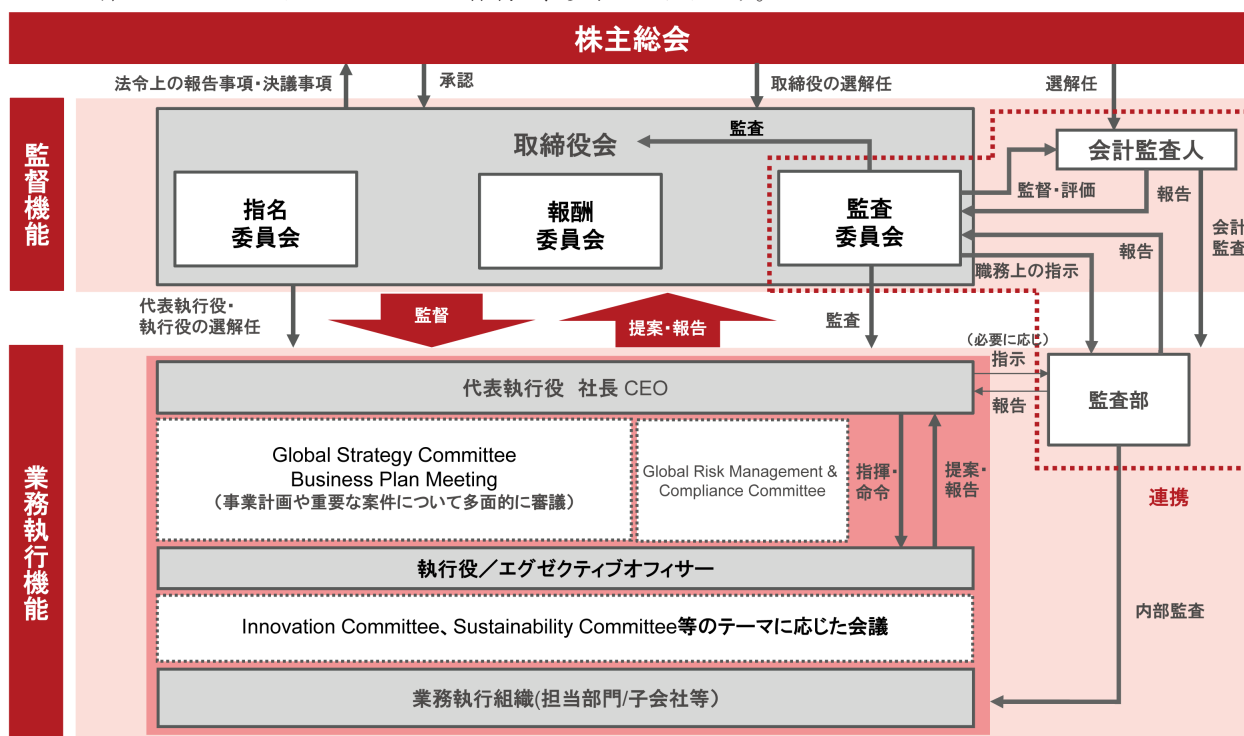 株主総会
法令上の報告事項・決議事項
承認
取締役の選解任
選解任
監督機能
取締役会
監査
会計監査人
指名
委員会
報酬
委員会
監査
委員会
監督・評価
報告
会計
監査
報告
職務上の指示
代表執行役・
執行役の選解任
監督
提案・報告
監査
(必要に応じ)
指示
業務執行機能
代表執行役 社長 CEO
報告
監査部
Global Strategy Committee
Business Plan Meeting
(事業計画や重要な案件について多面的に審議)
Global Risk Management &
Compliance Committee
指揮・
命令
提案・
報告
連携
執行役/エグゼクティブオフィサー
Innovation Committee、Sustainability Committee等のテーマに応じた会議
内部監査
業務執行組織(担当部門/子会社等)